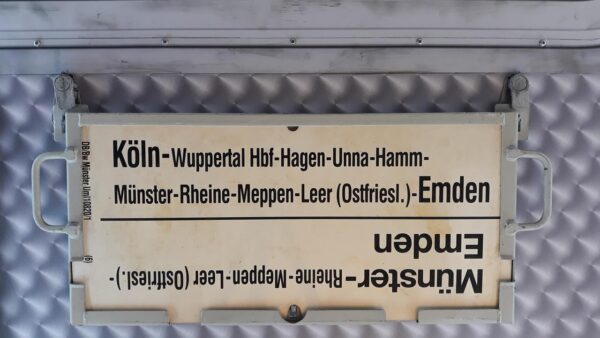 Köln-Wuppertal Hbf-Hagen-Unna-Hamm-
Münster-Rheine-Meppen-Leer (Ostfriesl.)-Emden
Münster-Rheine-Meppen-Leer (Ostfriesl.)-
Emden